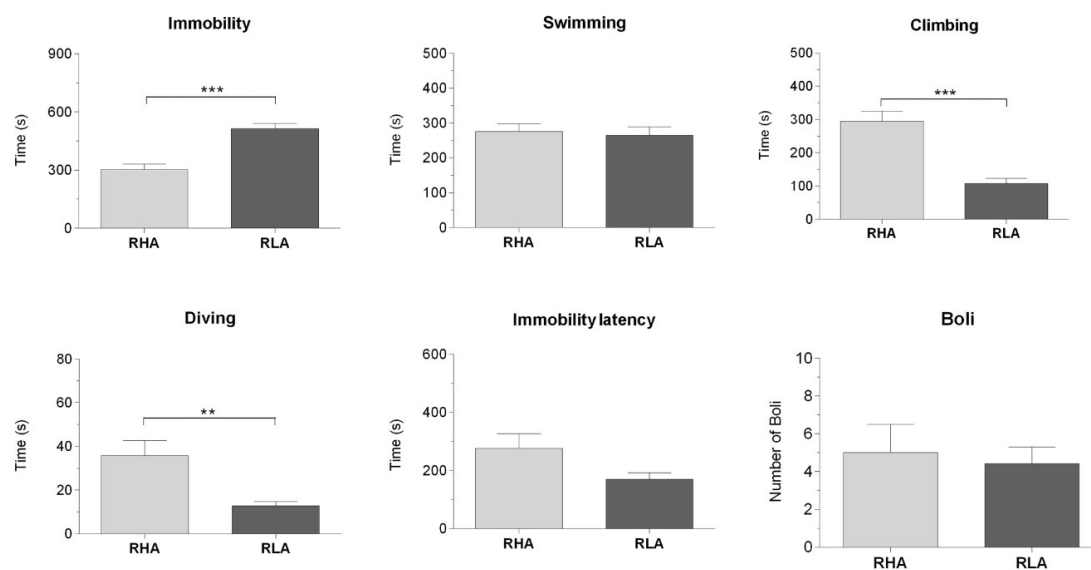 Immobility
Time (s)
900
600
300
0
***
RHA RLA
Swimming
500
400
300
200
100
0
Time (s)
RHA RLA
Climbing
500
400
300
200
100
0
Time (s)
***
RHA RLA
Diving
80
60
40
20
0
Time (s)
**
RHA RLA
Immobility latency
600
400
200
0
Time (s)
RHA RLA
Boli
10
8
6
4
2
0
Number of Boli
RHA RLA